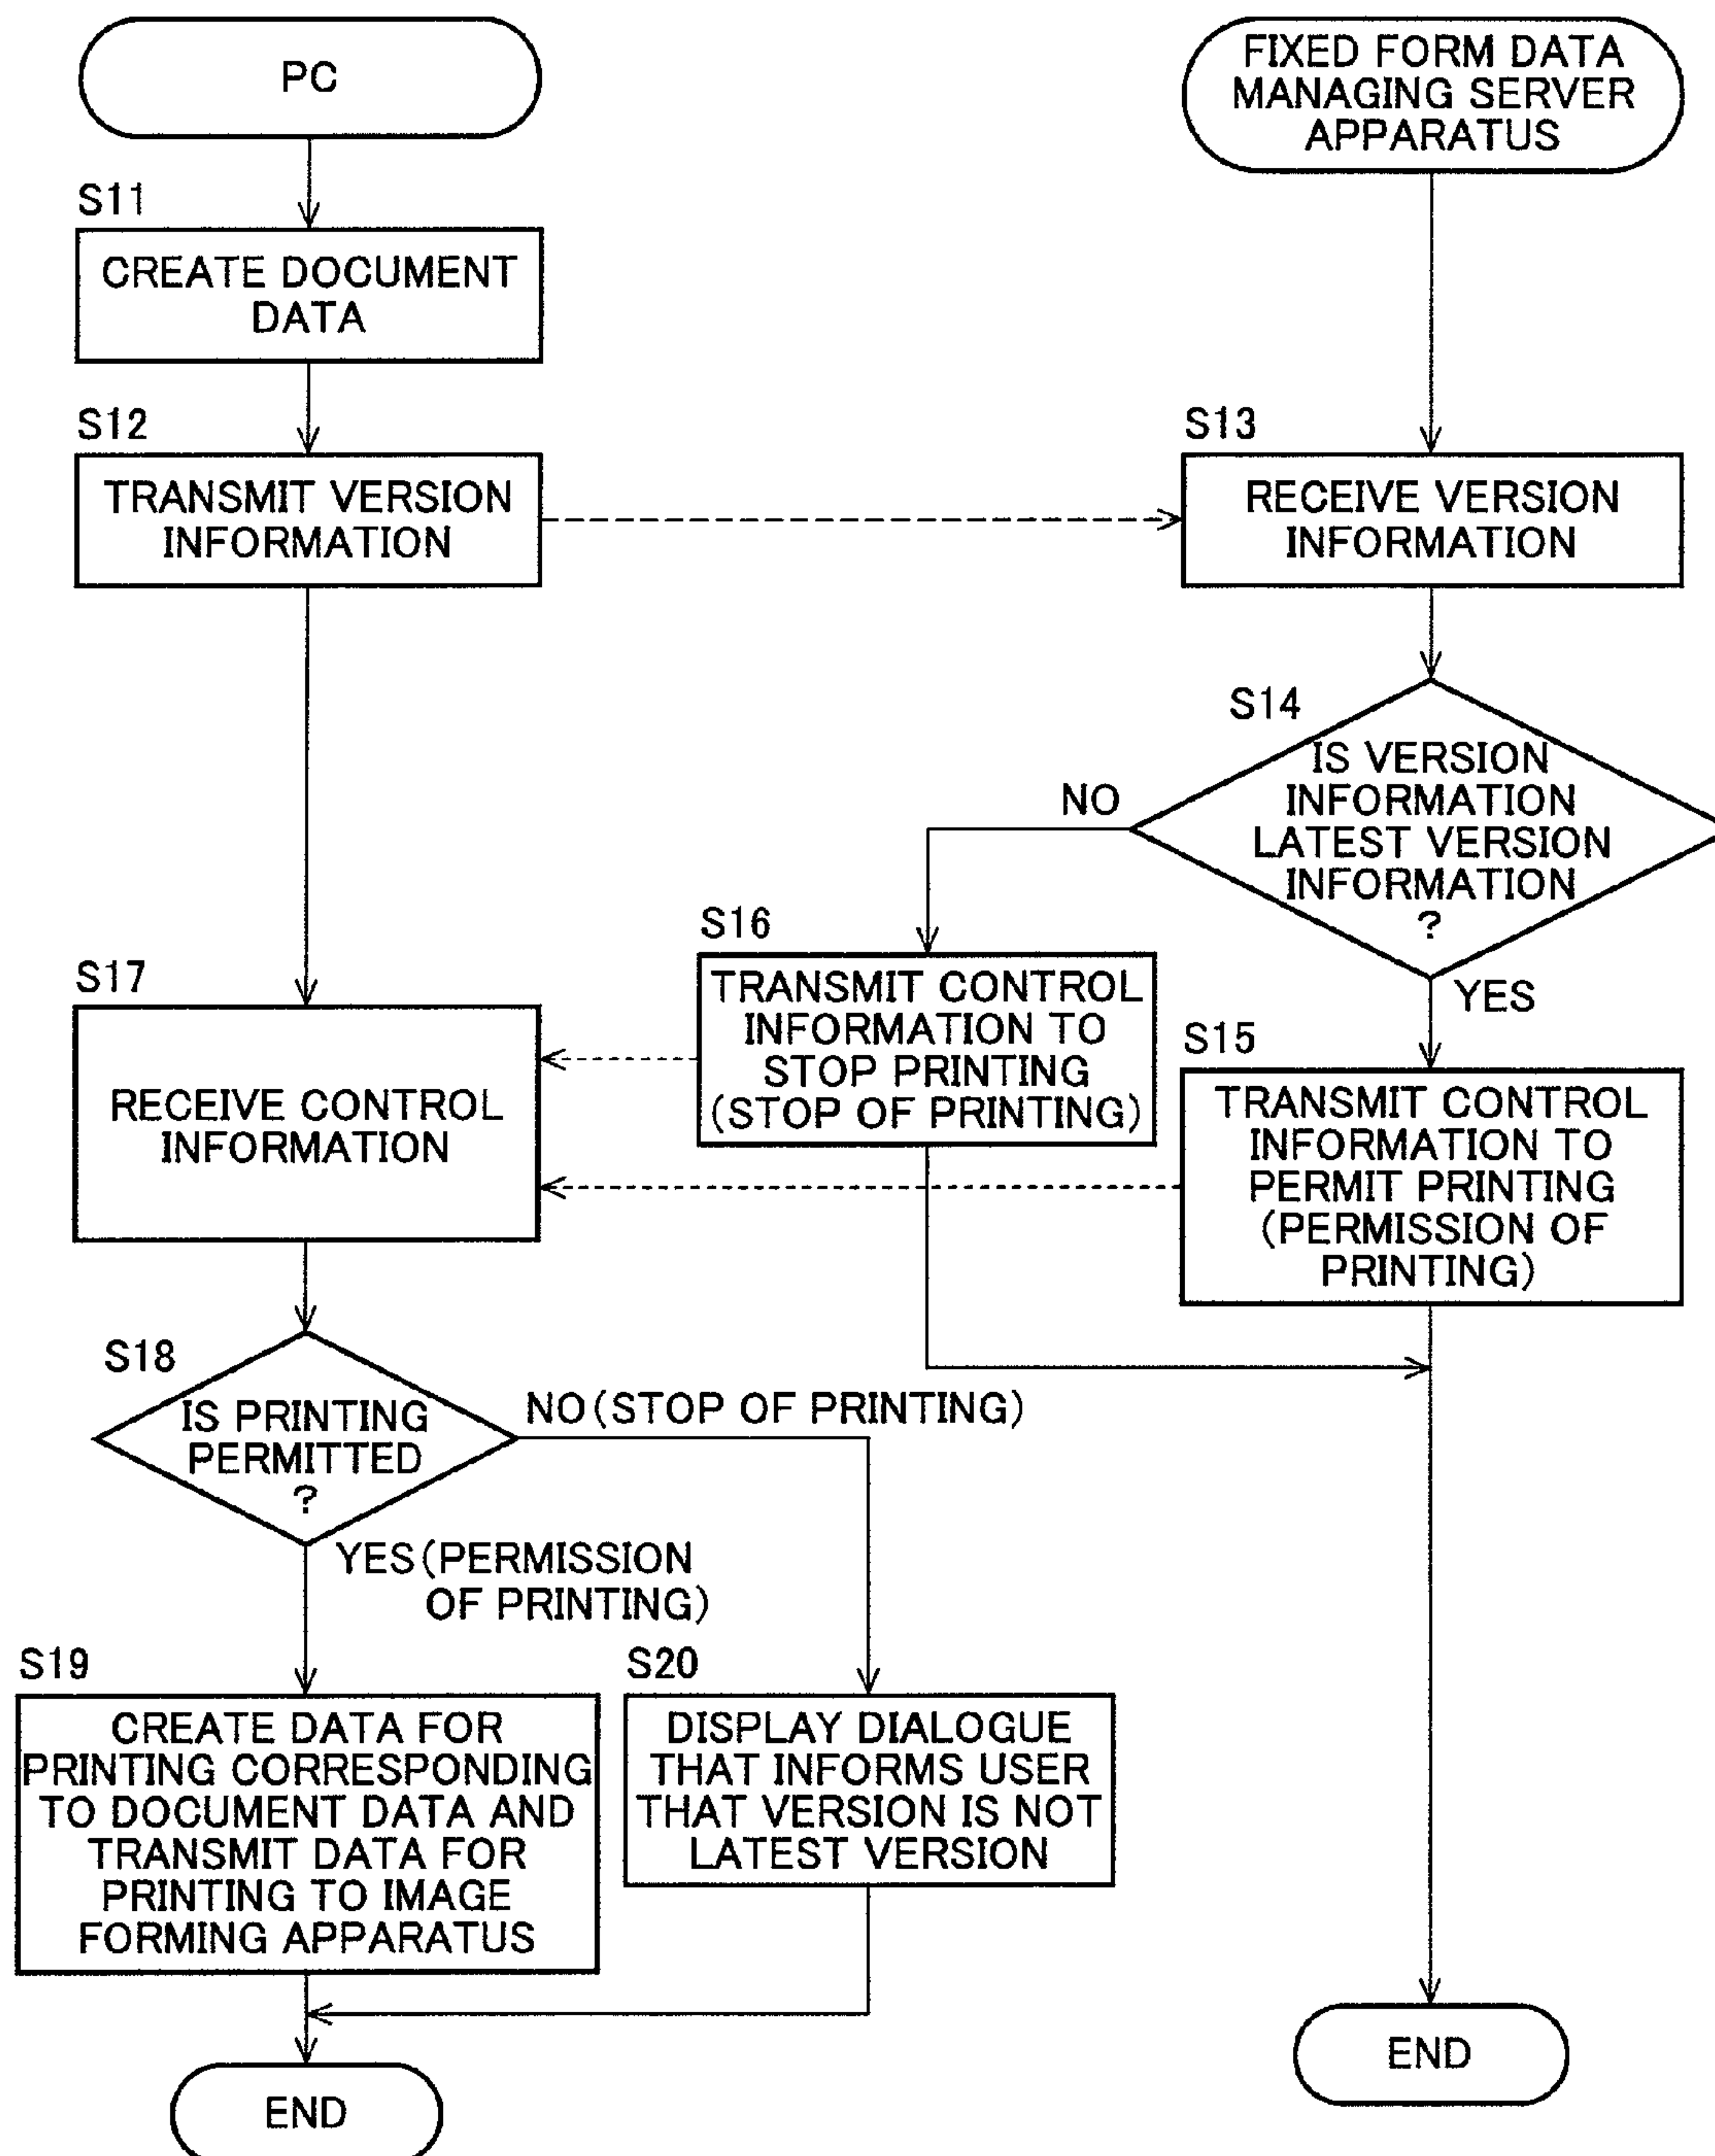 PC
FIXED FORM DATA
MANAGING SERVER
APPARATUS
S11
CREATE DOCUMENT
DATA
S12
TRANSMIT VERSION
INFORMATION
S13
RECEIVE VERSION
INFORMATION
S14
IS VERSION
INFORMATION
LATEST VERSION
INFORMATION
?
NO
YES
S16
TRANSMIT CONTROL
INFORMATION TO
STOP PRINTING
(STOP OF PRINTING)
S15
TRANSMIT CONTROL
INFORMATION TO
PERMIT PRINTING
(PERMISSION OF
PRINTING)
S17
RECEIVE CONTROL
INFORMATION
S18
IS PRINTING
PERMITTED
?
NO(STOP OF PRINTING)
YES(PERMISSION
OF PRINTING)
S19
CREATE DATA FOR
PRINTING CORRESPONDING
TO DOCUMENT DATA AND
TRANSMIT DATA FOR
PRINTING TO IMAGE
FORMING APPARATUS
S20
DISPLAY DIALOGUE
THAT INFORMS USER
THAT VERSION IS NOT
LATEST VERSION
END
END